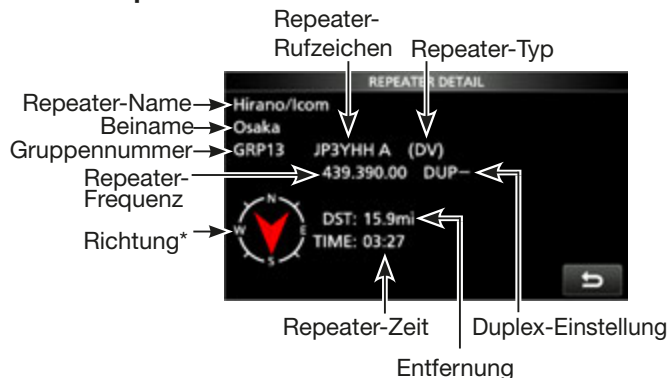 Repeater-
Rufzeichen
Repeater-Typ
REPEATER DETAIL
Repeater-Name
Hirano/Icom
Beiname
Osaka
Gruppennummer
GRP13 JP3YHH A (DV)
Repeater-
Frequenz
439.390.00 DUP−
Richtung*
N
W E
S
DST: 15.9mi
TIME: 03:27
Repeater-Zeit
Duplex-Einstellung
Entfernung